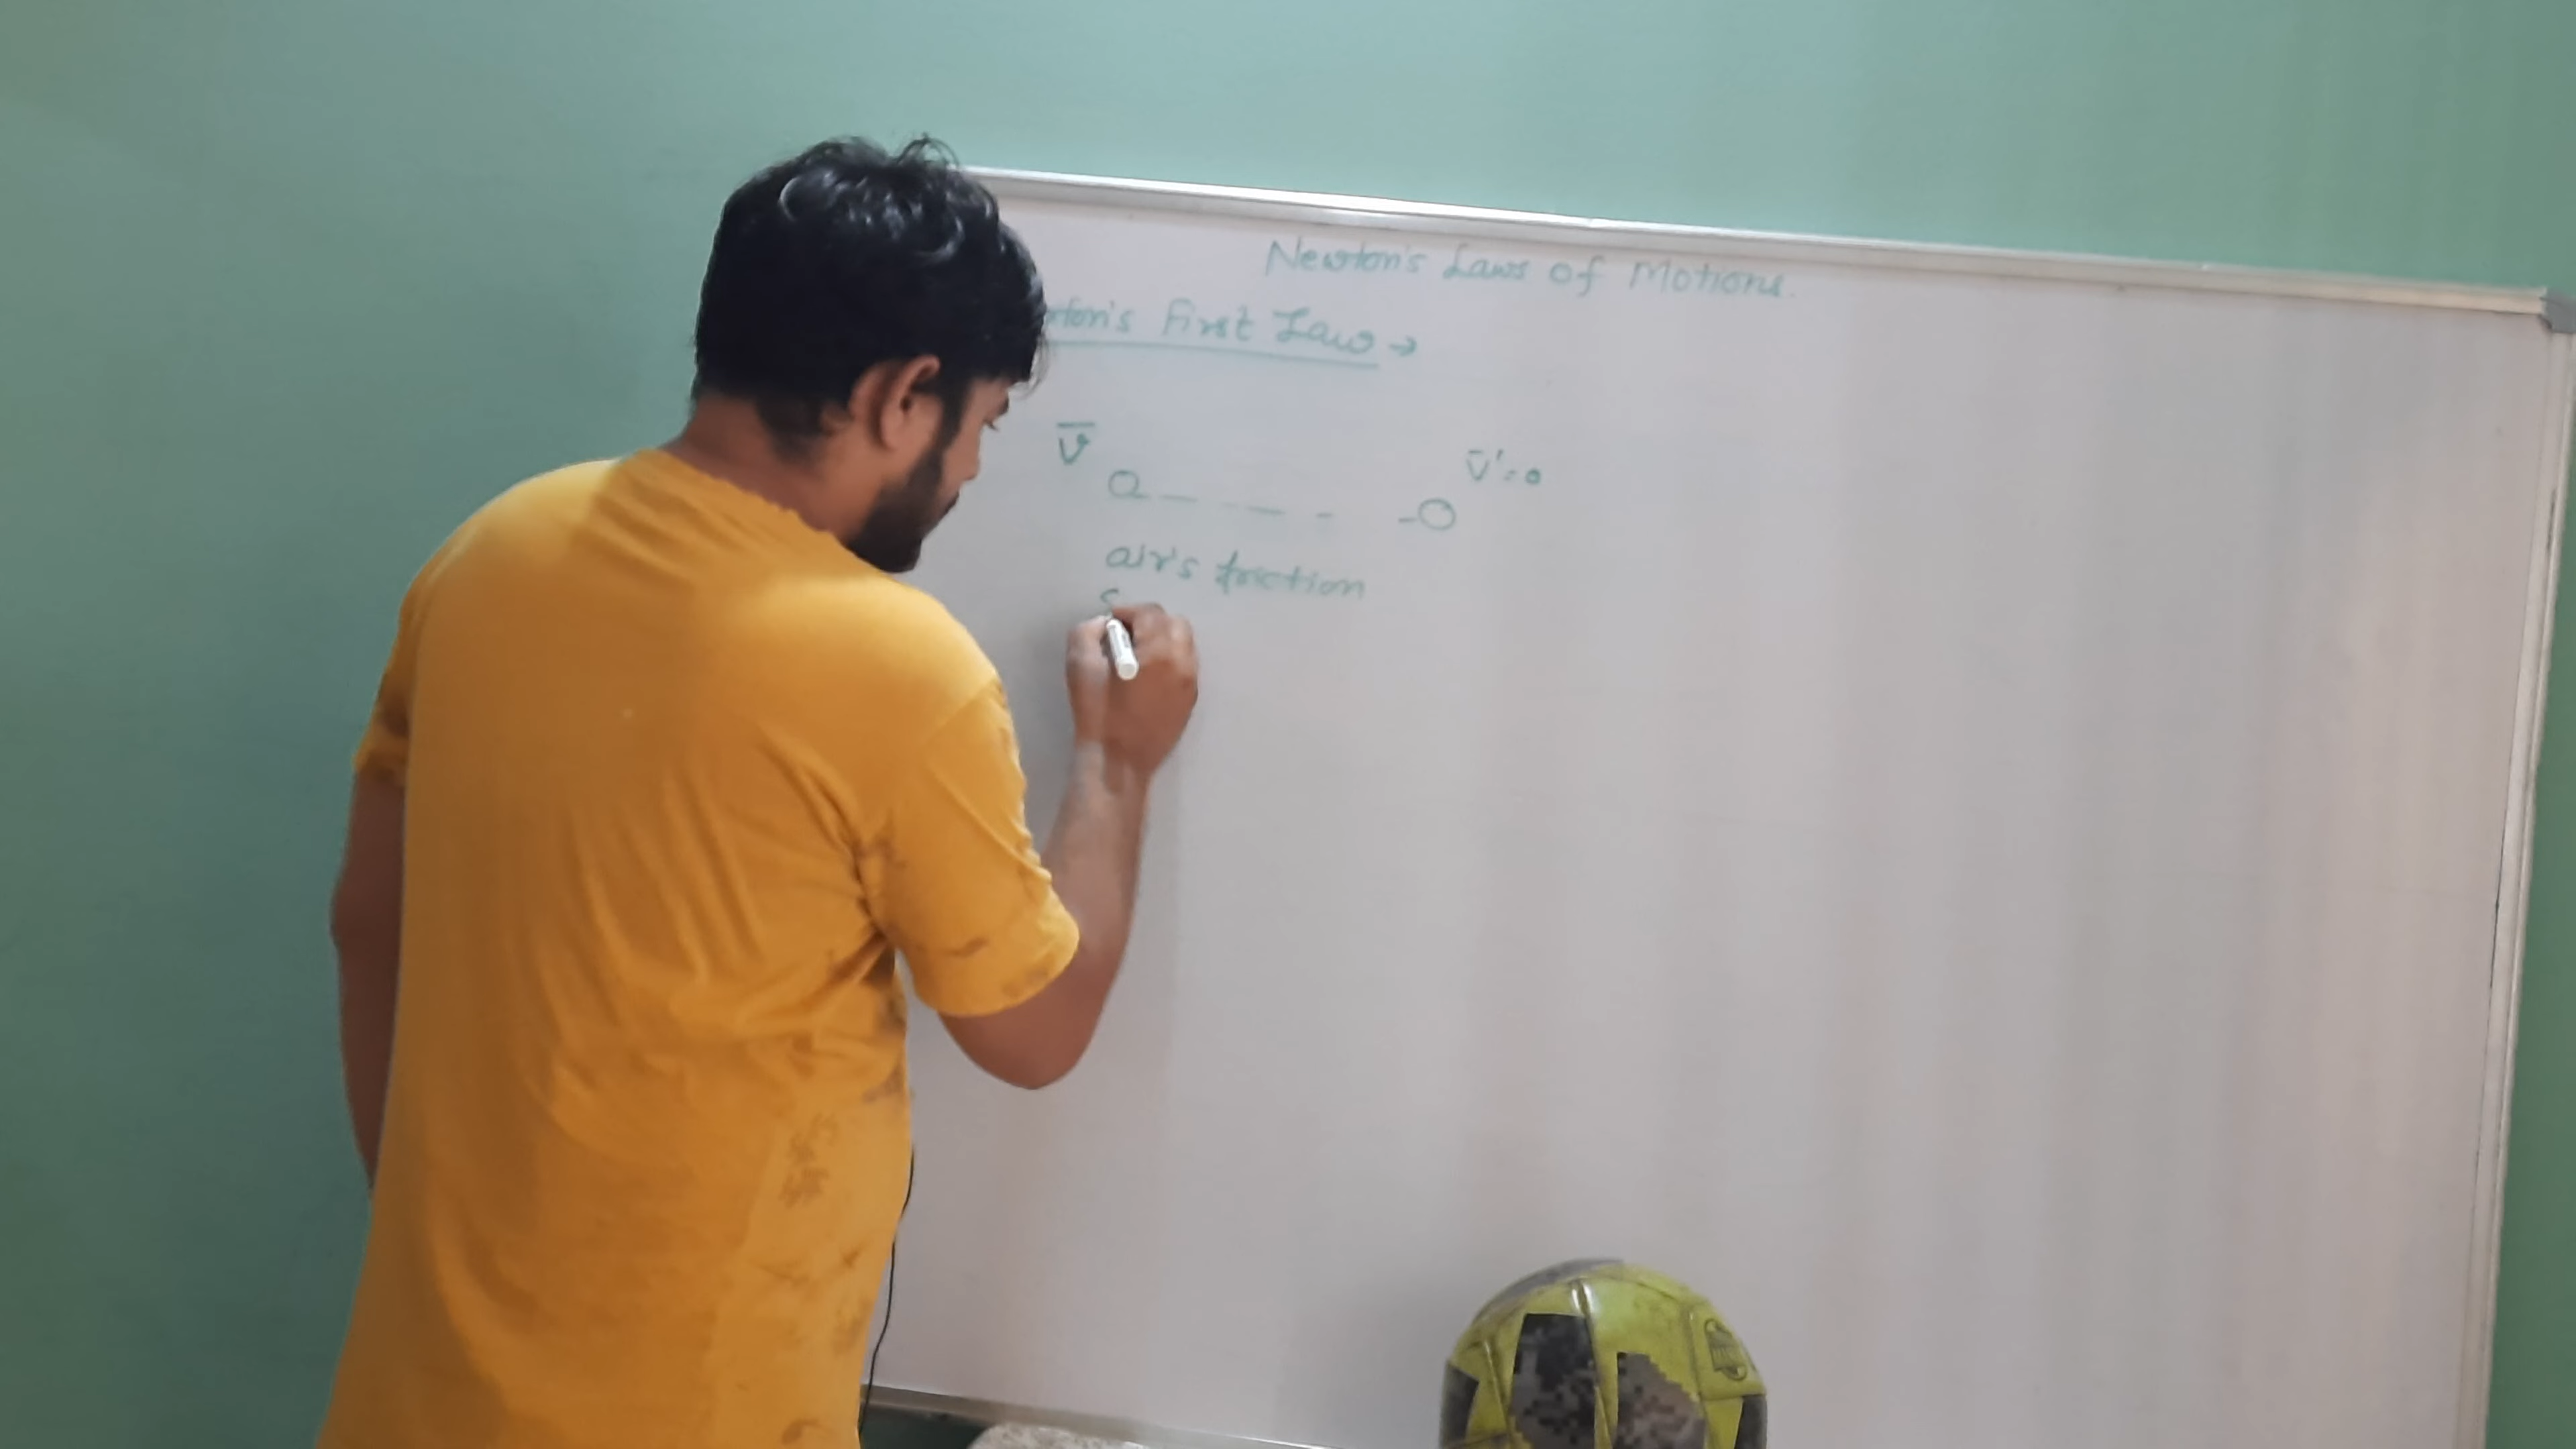 Newton's Laws of Motions.
First Law →
v̅ v̅'=0
air's friction
S